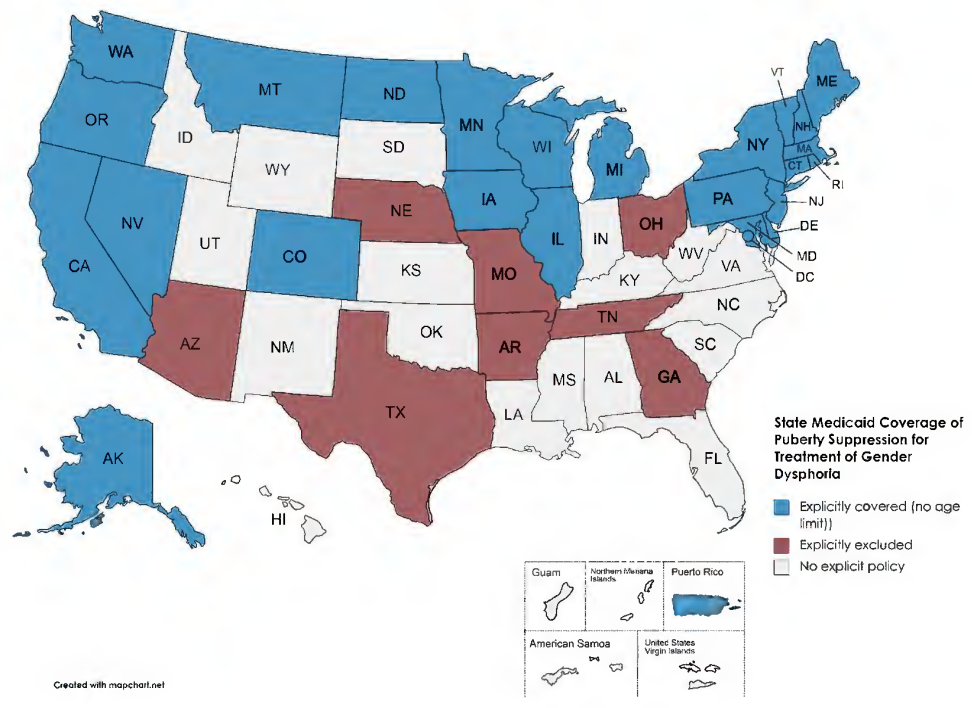 WA
MT
ND
MN
VT
ME
OR
ID
SD
WI
NH
NY
MA
WY
MI
CT
RI
NV
NE
IA
PA
NJ
UT
CO
IL
IN
OH
DE
CA
KS
MO
WV
MD
KY
VA
DC
AZ
NM
OK
TN
NC
AR
SC
MS
AL
GA
TX
LA
FL
AK
HI
State Medicaid Coverage of
Puberty Suppression for
Treatment of Gender
Dysphoria
Explicitly covered (no age
limit))
Explicitly excluded
No explicit policy
Guam
Northern Mariana
Islands
Puerto Rico
American Samoa
United States
Virgin Islands
Created with mapchart.net